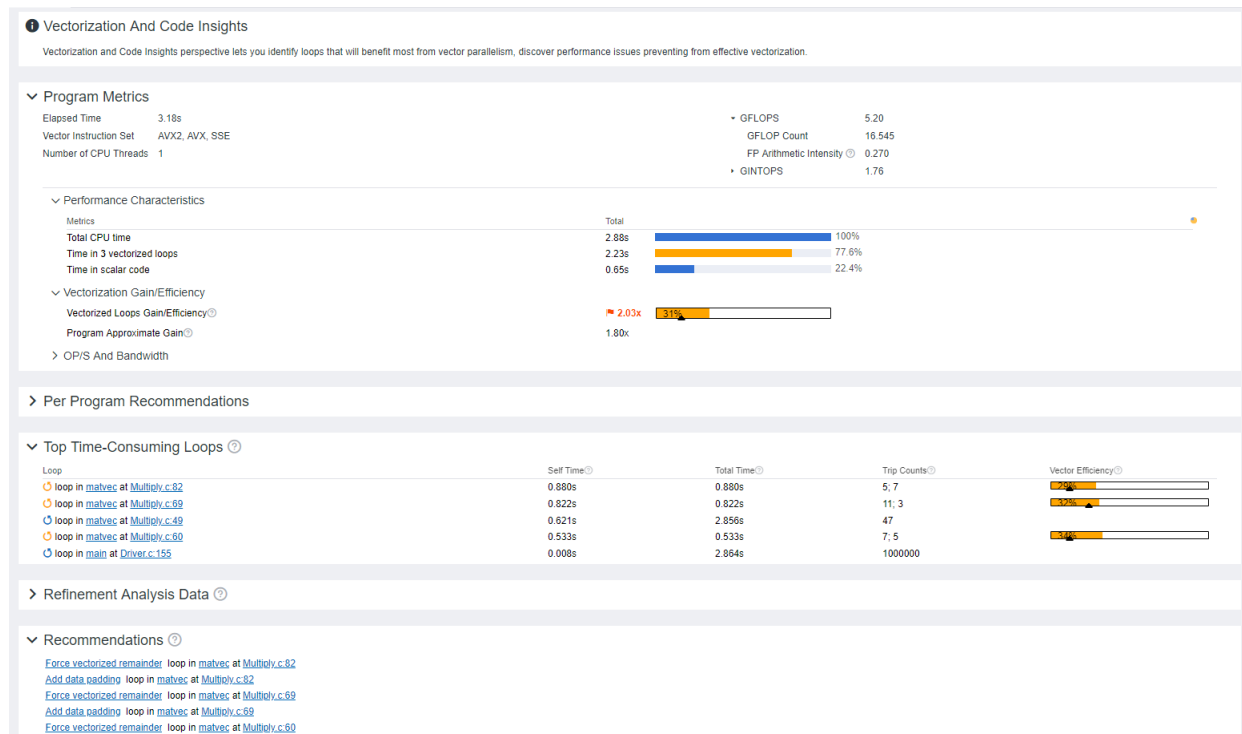 Vectorization And Code Insights
Vectorization and Code Insights perspective lets you identify loops that will benefit most from vector parallelism, discover performance issues preventing from effective vectorization.
Program Metrics
Elapsed Time 3.18s
Vector Instruction Set AVX2, AVX, SSE
Number of CPU Threads 1
GFLOPS 5.20
GFLOP Count 16.545
FP Arithmetic Intensity 0.270
GINTOPS 1.76
Performance Characteristics
Metrics Total
Total CPU time 2.88s 100%
Time in 3 vectorized loops 2.23s 77.6%
Time in scalar code 0.65s 22.4%
Vectorization Gain/Efficiency
Vectorized Loops Gain/Efficiency 2.03x 31%
Program Approximate Gain 1.80x
OP/S And Bandwidth
Per Program Recommendations
Top Time-Consuming Loops
Loop Self Time Total Time Trip Counts Vector Efficiency
loop in matvec at Multiply.c:82 0.880s 0.880s 5; 7 29%
loop in matvec at Multiply.c:69 0.822s 0.822s 11; 3 32%
loop in matvec at Multiply.c:49 0.621s 2.856s 47
loop in matvec at Multiply.c:60 0.533s 0.533s 7; 5 34%
loop in main at Driver.c:155 0.008s 2.864s 1000000
Refinement Analysis Data
Recommendations
Force vectorized remainder loop in matvec at Multiply.c:82
Add data padding loop in matvec at Multiply.c:82
Force vectorized remainder loop in matvec at Multiply.c:69
Add data padding loop in matvec at Multiply.c:69
Force vectorized remainder loop in matvec at Multiply.c:60